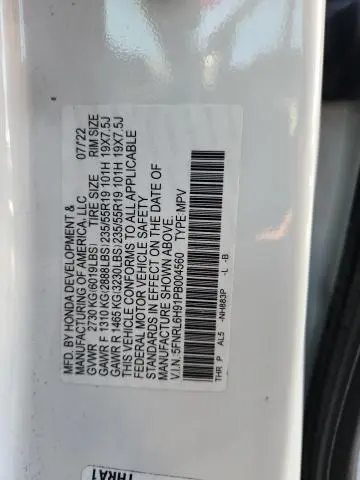 MFD. BY HONDA DEVELOPMENT & 07/'22
MANUFACTURING OF AMERICA, LLC
TIRE SIZE RIM SIZE
GVWR 2730 KG(6019LBS)
GAWR F 1310 KG(2888LBS) 235/55R19 101H 19X7.5J
GAWR R 1465 KG(3230LBS) 235/55R19 101H 19X7.5J
THIS VEHICLE CONFORMS TO ALL APPLICABLE
FEDERAL MOTOR VEHICLE SAFETY
STANDARDS IN EFFECT ON THE DATE OF
MANUFACTURE SHOWN ABOVE.
V.I.N.:5FNRL6H91PB004560 TYPE:MPV
THR P AL5 -NH883P -L -B
THRA1